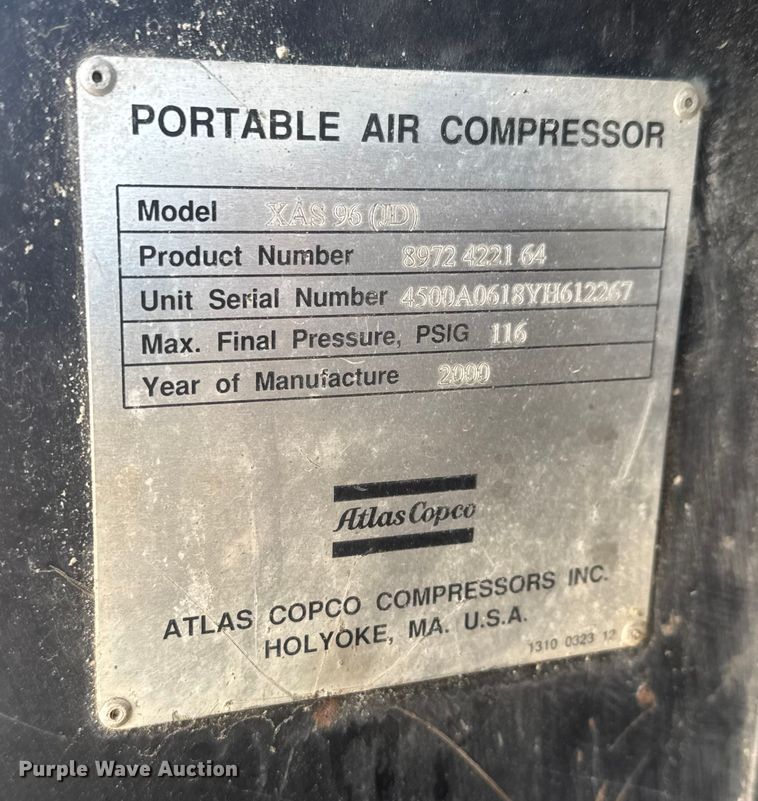 PORTABLE AIR COMPRESSOR
Model XAS 96 (JD)
Product Number 8972 4221 64
Unit Serial Number 4500A0618YH612267
Max. Final Pressure, PSIG 116
Year of Manufacture 2000
Atlas Copco
ATLAS COPCO COMPRESSORS INC.
HOLYOKE, MA. U.S.A.
1310 0323 12
Purple Wave Auction